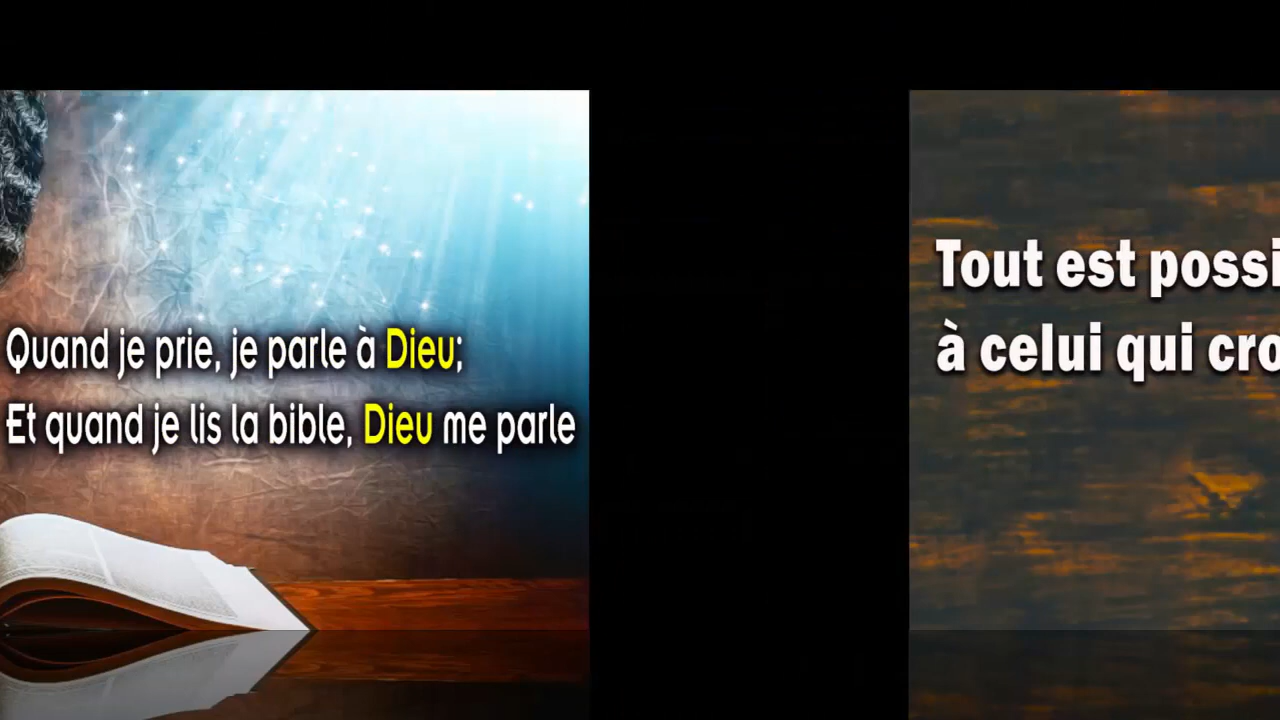 Quand je prie, je parle à Dieu;
Et quand je lis la bible, Dieu me parle
Tout est possi
à celui qui cro